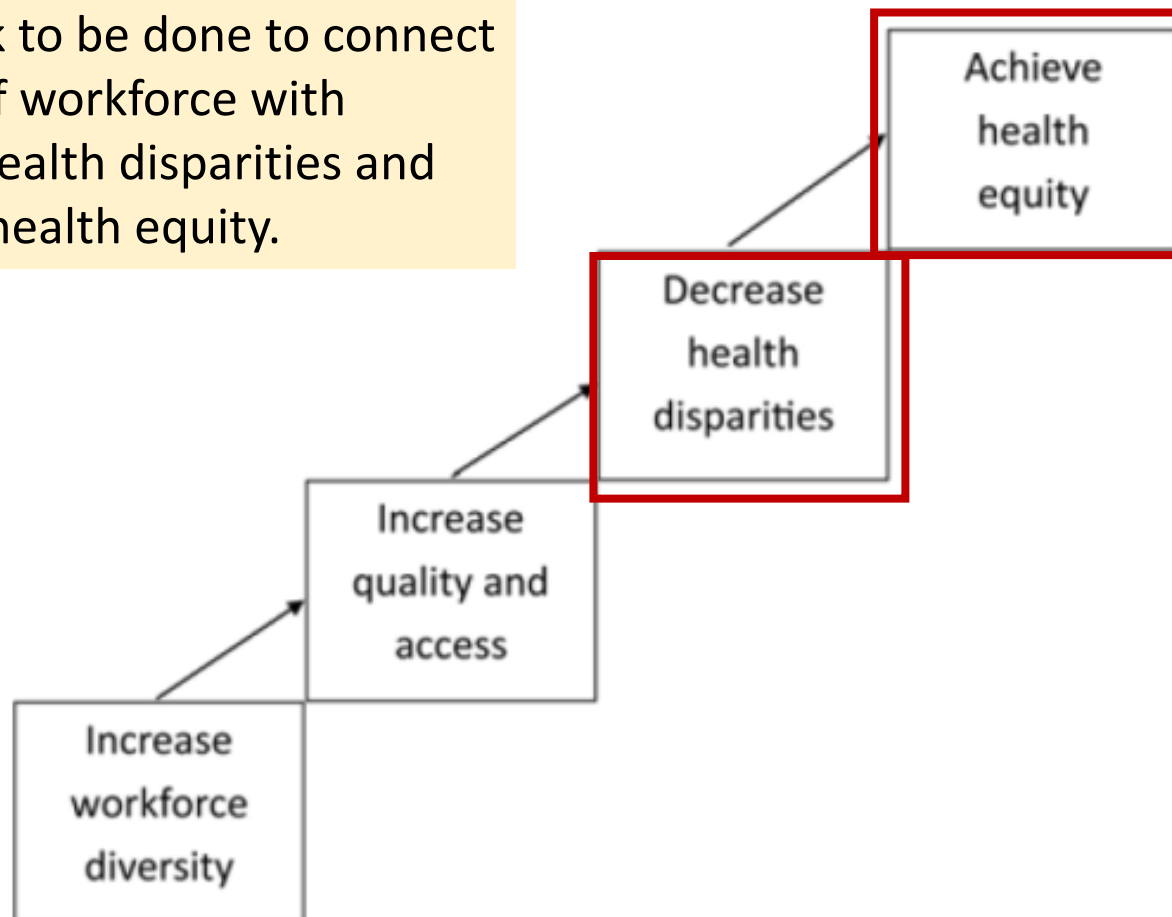 to be done to connect
workforce with
health disparities and
health equity.
Achieve
health
equity
Decrease
health
disparities
Increase
quality and
access
Increase
workforce
diversity